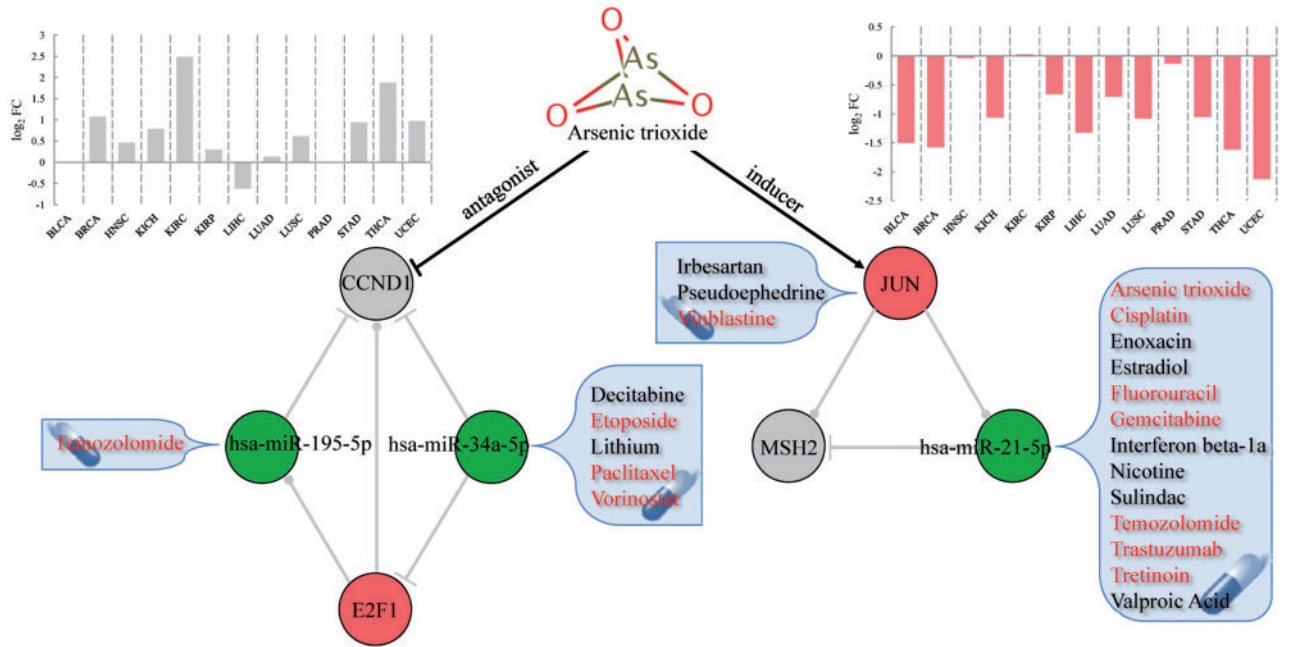 3
2.5
2
1.5
1
0.5
0
-0.5
-1
log2 FC
BLCA
BRCA
HNSC
KICH
KIRC
KIRP
LIHC
LUAD
LUSC
PRAD
STAD
THCA
UCEC
O
O
As
As
O
O
Arsenic trioxide
0.5
0
-0.5
-1
-1.5
-2
-2.5
log2 FC
BLCA
BRCA
HNSC
KICH
KIRC
KIRP
LIHC
LUAD
LUSC
PRAD
STAD
THCA
UCEC
antagonist
inducer
CCND1
Temozolomide
hsa-miR-195-5p
hsa-miR-34a-5p
Decitabine
Etoposide
Lithium
Paclitaxel
Vorinostat
E2F1
Irbesartan
Pseudoephedrine
Vinblastine
JUN
MSH2
hsa-miR-21-5p
Arsenic trioxide
Cisplatin
Enoxacin
Estradiol
Fluorouracil
Gemcitabine
Interferon beta-1a
Nicotine
Sulindac
Temozolomide
Trastuzumab
Tretinoin
Valproic Acid